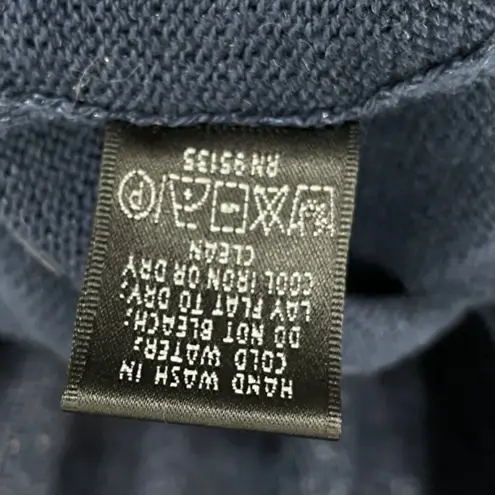 HAND WASH IN
COLD WATER;
DO NOT BLEACH;
LAY FLAT TO DRY;
COOL IRON OR DRY
CLEAN
P
RN 95135